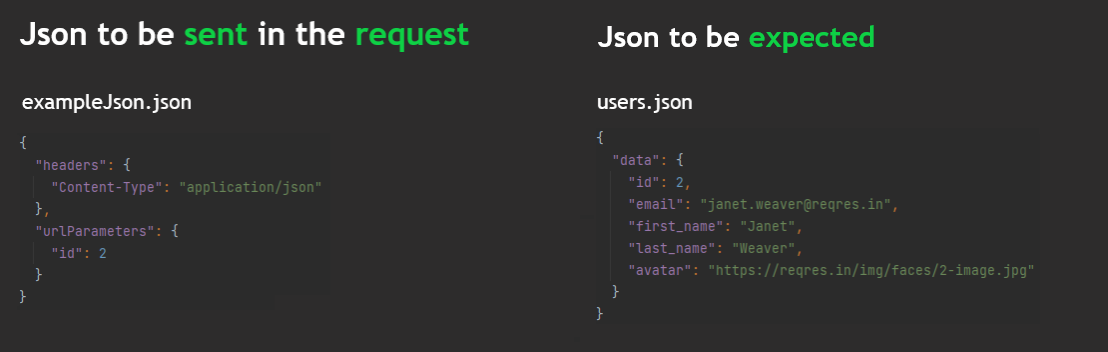 Json to be sent in the request
exampleJson.json
{
  "headers": {
    "Content-Type": "application/json"
  },
  "urlParameters": {
    "id": 2
  }
}
Json to be expected
users.json
{
  "data": {
    "id": 2,
    "email": "janet.weaver@reqres.in",
    "first_name": "Janet",
    "last_name": "Weaver",
    "avatar": "https://reqres.in/img/faces/2-image.jpg"
  }
}